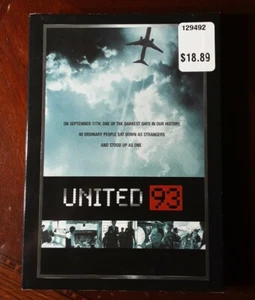 129492
$18.89
ON SEPTEMBER 11TH, ONE OF THE DARKEST DAYS IN OUR HISTORY
40 ORDINARY PEOPLE SAT DOWN AS STRANGERS
AND STOOD UP AS ONE
UNITED 93